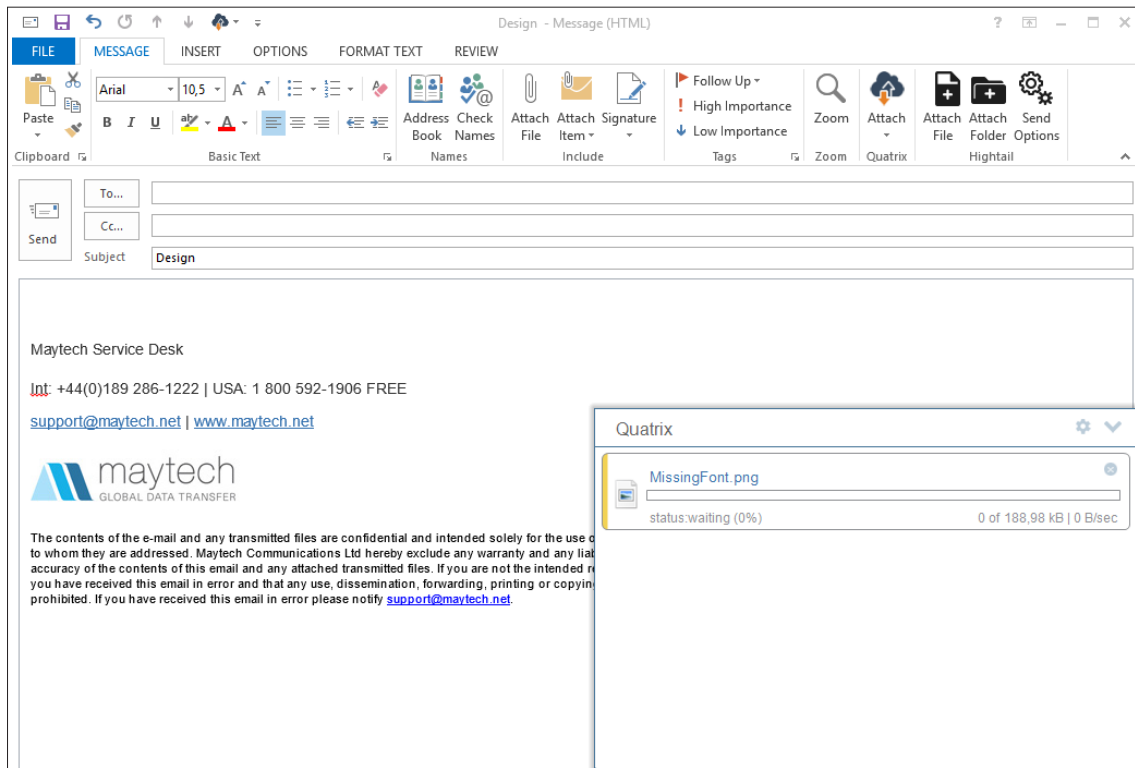 Design - Message (HTML)
?
FILE MESSAGE INSERT OPTIONS FORMAT TEXT REVIEW
Paste
Clipboard
Arial 10,5 A A
B I U aby A
Basic Text
Address Book
Check Names
@
Names
Attach File
Attach Item
Signature
Include
Follow Up
! High Importance
Low Importance
Tags
Zoom
Zoom
Attach
Quatrix
Attach File
Attach Folder
Send Options
Hightail
Send
To...
Cc...
Subject Design
Maytech Service Desk
Int: +44(0)189 286-1222 | USA: 1 800 592-1906 FREE
support@maytech.net | www.maytech.net
maytech
GLOBAL DATA TRANSFER
The contents of the e-mail and any transmitted files are confidential and intended solely for the use o
to whom they are addressed. Maytech Communications Ltd hereby exclude any warranty and any liab
accuracy of the contents of this email and any attached transmitted files. If you are not the intended re
you have received this email in error and that any use, dissemination, forwarding, printing or copyin
prohibited. If you have received this email in error please notify support@maytech.net.
Quatrix
MissingFont.png
status:waiting (0%) 0 of 188,98 kB | 0 B/sec